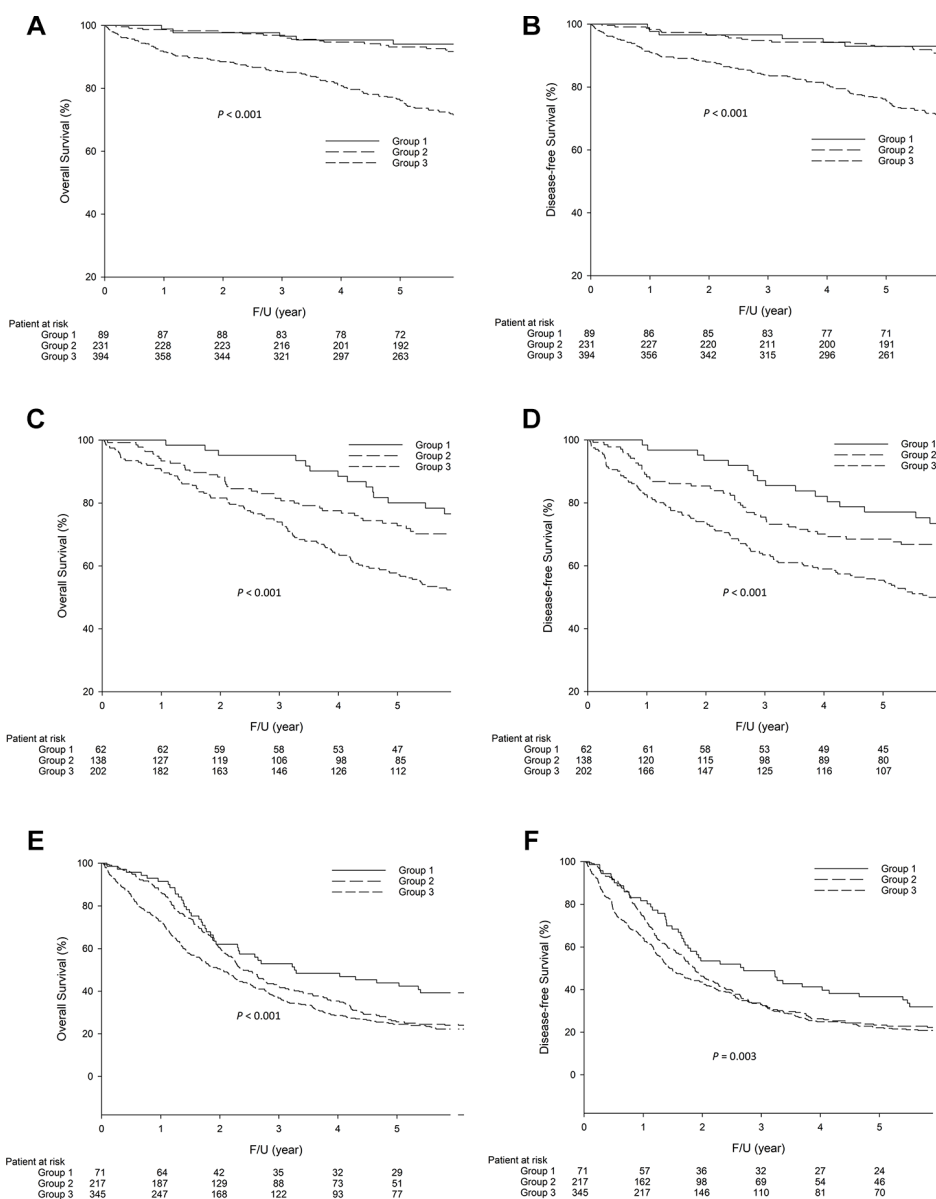 A
100
80
60
40
20
Overall Survival (%)
P < 0.001
Group 1
Group 2
Group 3
0 1 2 3 4 5
F/U (year)
Patient at risk
Group 1 89 87 88 83 78 72
Group 2 231 228 223 216 201 192
Group 3 394 358 344 321 297 263
B
100
80
60
40
20
Disease-free Survival (%)
P < 0.001
Group 1
Group 2
Group 3
0 1 2 3 4 5
F/U (year)
Patient at risk
Group 1 89 86 85 83 77 71
Group 2 231 227 220 211 200 191
Group 3 394 356 342 315 296 261
C
100
80
60
40
20
Overall Survival (%)
P < 0.001
Group 1
Group 2
Group 3
0 1 2 3 4 5
F/U (year)
Patient at risk
Group 1 62 62 59 58 53 47
Group 2 138 127 119 106 98 85
Group 3 202 182 163 146 126 112
D
100
80
60
40
20
Disease-free Survival (%)
P < 0.001
Group 1
Group 2
Group 3
0 1 2 3 4 5
F/U (year)
Patient at risk
Group 1 62 61 58 53 49 45
Group 2 138 120 115 98 89 80
Group 3 202 166 147 125 116 107
E
100
80
60
40
20
0
Overall Survival (%)
P < 0.001
Group 1
Group 2
Group 3
0 1 2 3 4 5
F/U (year)
Patient at risk
Group 1 71 64 42 35 32 29
Group 2 217 187 129 88 73 51
Group 3 345 247 168 122 93 77
F
100
80
60
40
20
0
Disease-free Survival (%)
P = 0.003
Group 1
Group 2
Group 3
0 1 2 3 4 5
F/U (year)
Patient at risk
Group 1 71 57 36 32 27 24
Group 2 217 162 98 69 54 46
Group 3 345 217 146 110 81 70